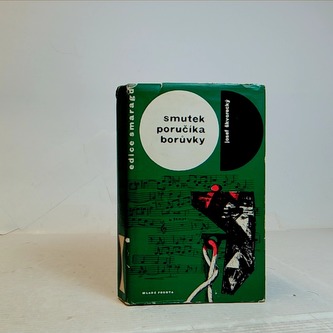 edice smaragd
smutek
poručíka
borůvky
josef škvorecký
mladá fronta